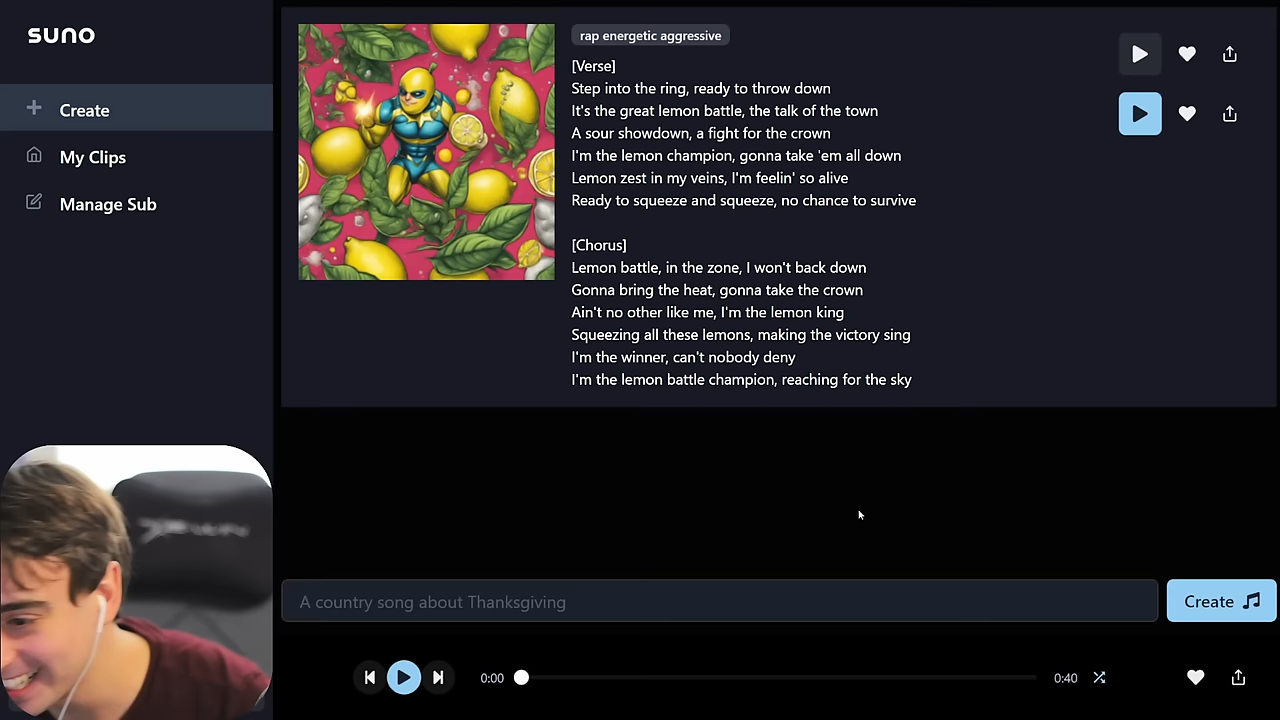 suno
Create
My Clips
Manage Sub
rap energetic aggressive
[Verse]
Step into the ring, ready to throw down
It's the great lemon battle, the talk of the town
A sour showdown, a fight for the crown
I'm the lemon champion, gonna take 'em all down
Lemon zest in my veins, I'm feelin' so alive
Ready to squeeze and squeeze, no chance to survive
[Chorus]
Lemon battle, in the zone, I won't back down
Gonna bring the heat, gonna take the crown
Ain't no other like me, I'm the lemon king
Squeezing all these lemons, making the victory sing
I'm the winner, can't nobody deny
I'm the lemon battle champion, reaching for the sky
A country song about Thanksgiving
Create
0:00
0:40